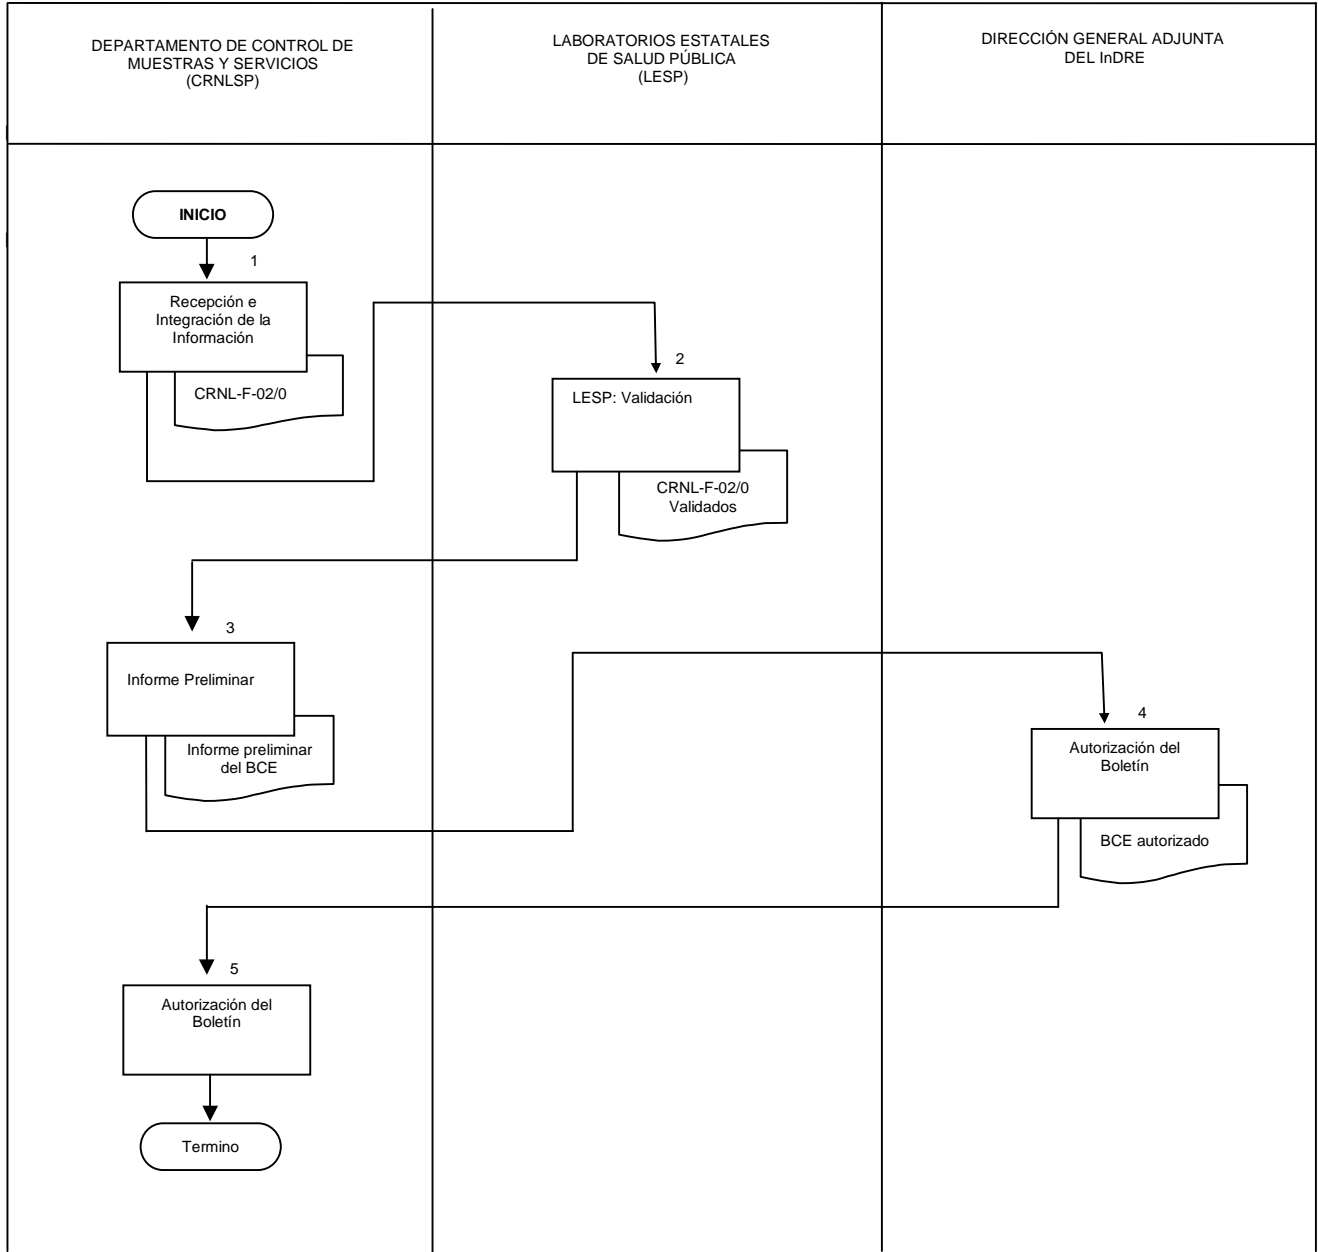 DEPARTAMENTO DE CONTROL DE
MUESTRAS Y SERVICIOS
(CRNLSP)
LABORATORIOS ESTATALES
DE SALUD PÚBLICA
(LESP)
DIRECCIÓN GENERAL ADJUNTA
DEL InDRE
INICIO
1
Recepción e
Integración de la
Información
CRNL-F-02/0
2
LESP: Validación
CRNL-F-02/0
Validados
3
Informe Preliminar
Informe preliminar
del BCE
4
Autorización del
Boletín
BCE autorizado
5
Autorización del
Boletín
Termino